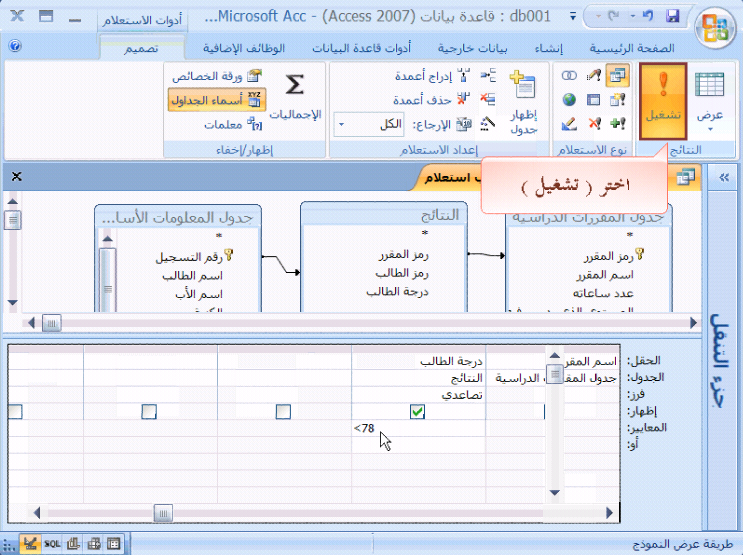 db001 : قاعدة بيانات (Access 2007) - Microsoft Acc...
أدوات الاستعلام
الصفحة الرئيسية
إنشاء
بيانات خارجية
أدوات قاعدة البيانات
الوظائف الإضافية
تصميم
عرض
تشغيل
النتائج
نوع الاستعلام
إظهار جدول
إدراج أعمدة
حذف أعمدة
الإرجاع: الكل
إعداد الاستعلام
الإجماليات
ورقة الخصائص
أسماء الجداول
معلمات
إظهار/إخفاء
اختر ( تشغيل )
ب استعلام
جزء التنقل
جدول المقررات الدراسية
*
رمز المقرر
اسم المقرر
عدد ساعاته
النتائج
*
رمز المقرر
رمز الطالب
درجة الطالب
جدول المعلومات الأسا...
*
رقم التسجيل
اسم الطالب
اسم الأب
الحقل: اسم المقر درجة الطالب
الجدول: جدول المقررات الدراسية النتائج
فرز: تصاعدي
إظهار:
المعايير: <78
أو:
طريقة عرض النموذج
SQL